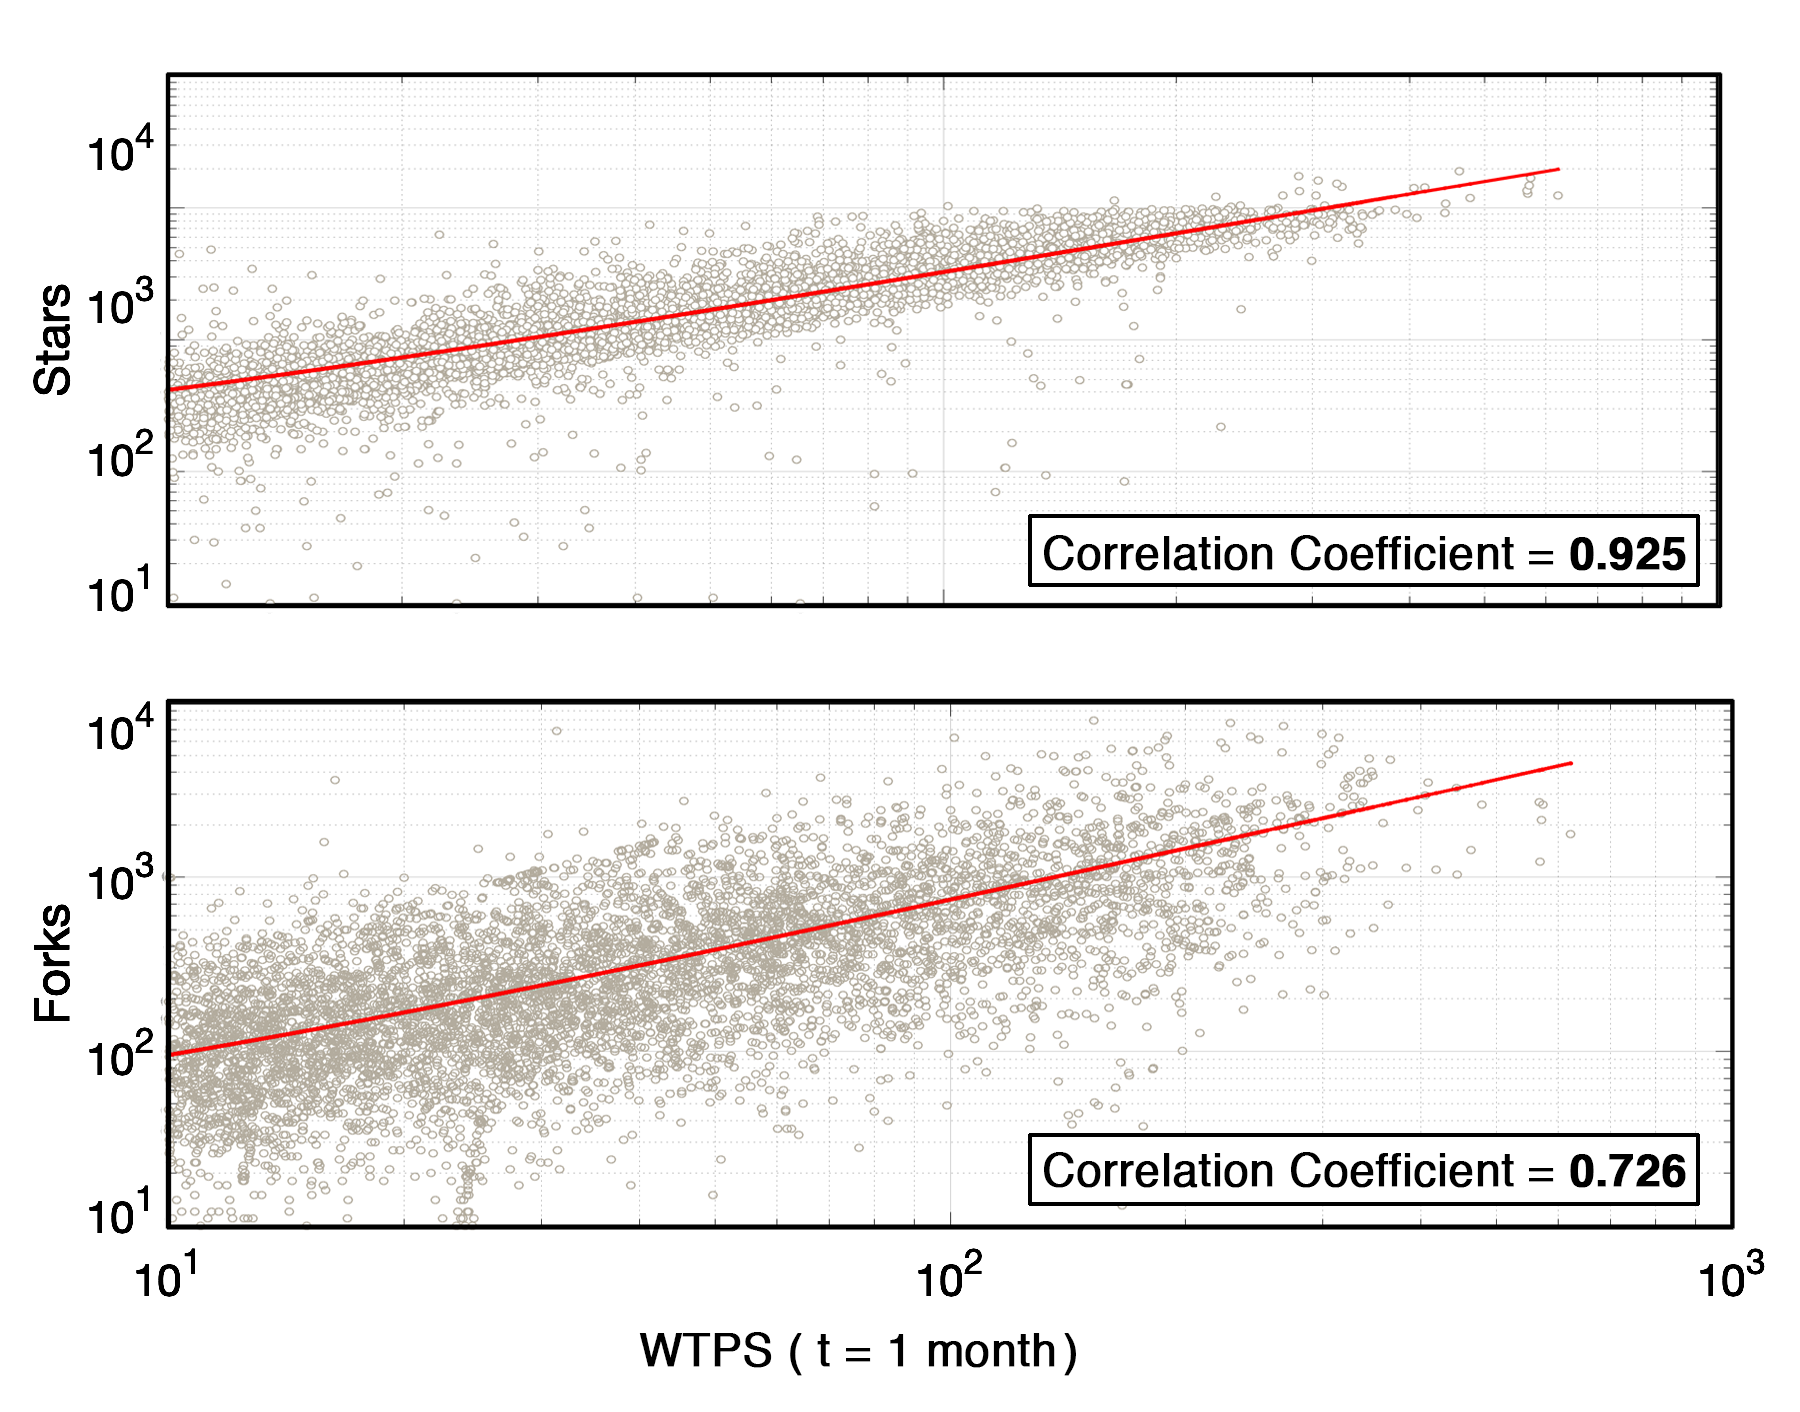 10^4
10^3
10^2
10^1
Stars
Correlation Coefficient = 0.925
10^4
10^3
10^2
10^1
Forks
Correlation Coefficient = 0.726
10^1 10^2 10^3
WTPS ( t = 1 month )